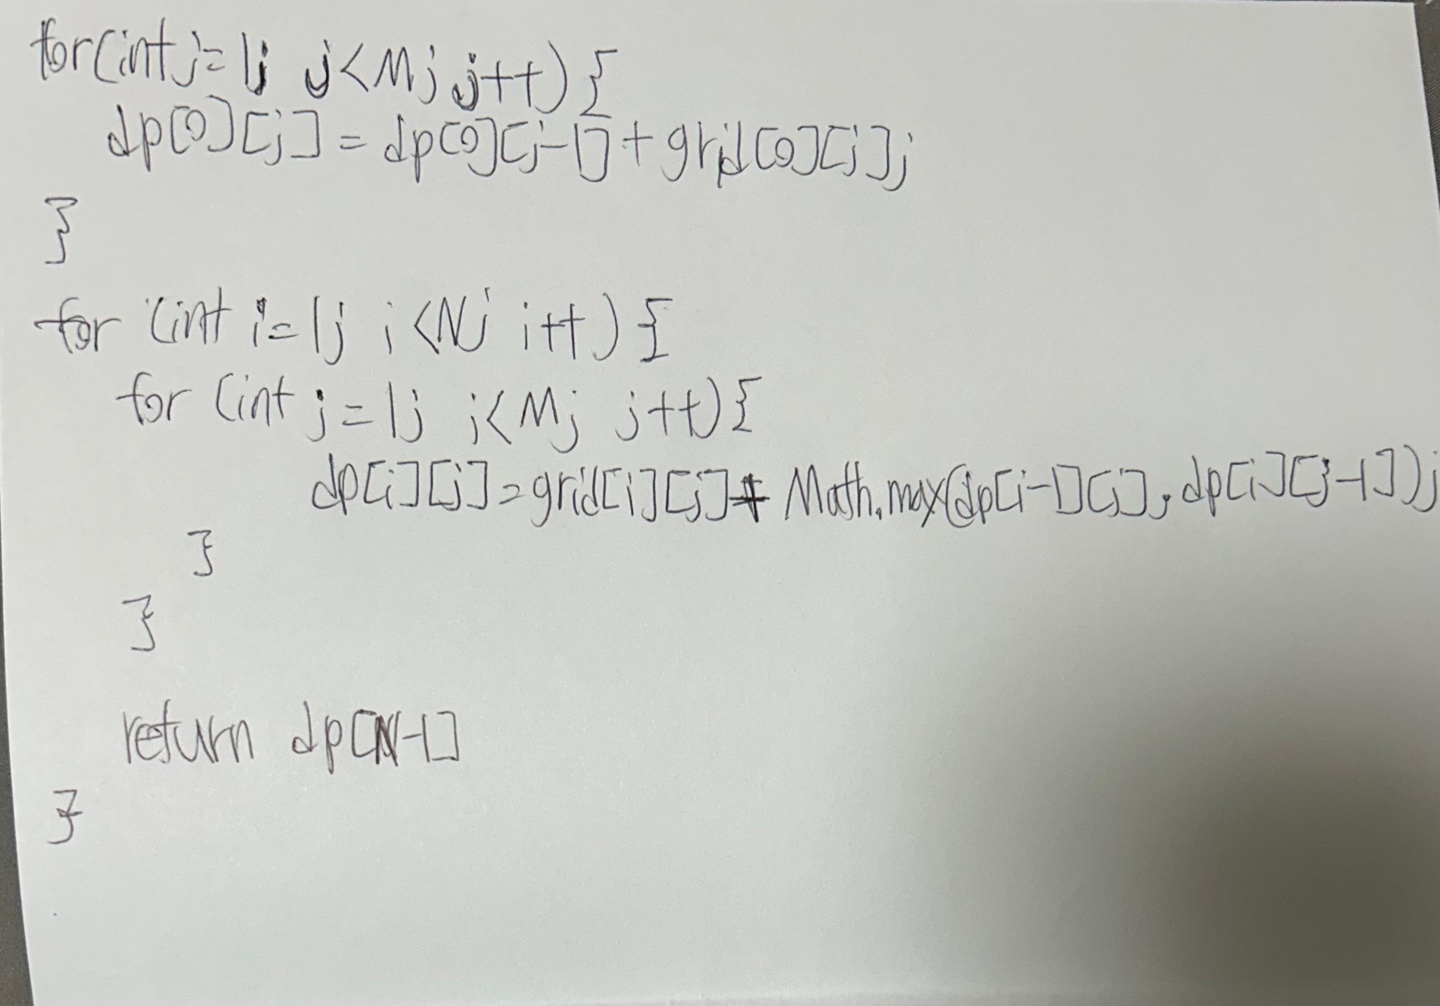 for(int j=1; j<M; j++){
dp[0][j] = dp[0][j-1] + grid[0][j];
}
for (int i=1; i<N; i++){
for (int j=1; j<M; j++){
dp[i][j] = grid[i][j] + Math.max(dp[i-1][j], dp[i][j-1]);
}
}
return dp[N-1]
}